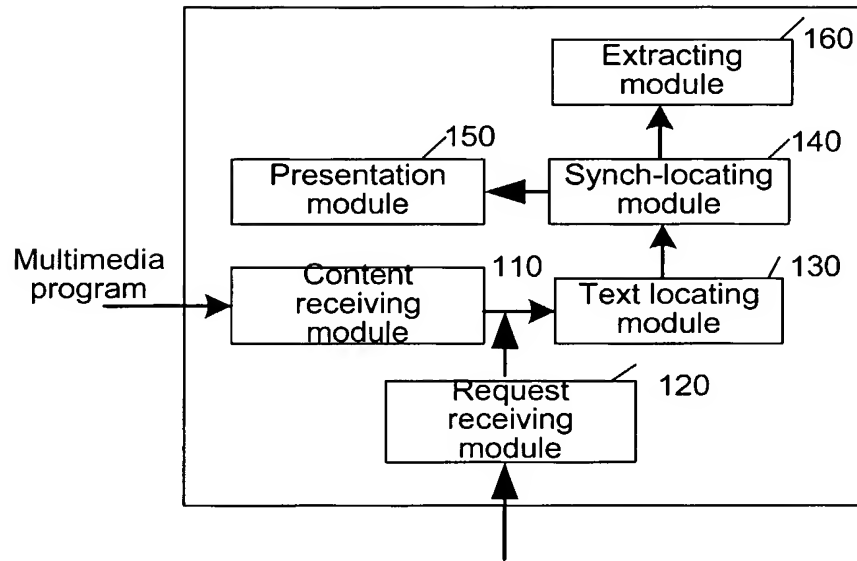 160
Extracting
module
150
140
Presentation
module
Synch-locating
module
Multimedia
program
Content
receiving
module
110
130
Text locating
module
120
Request
receiving
module